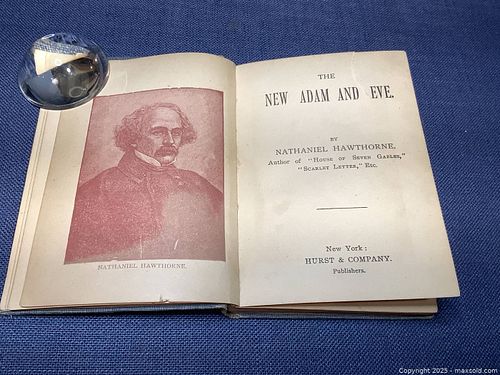 NATHANIEL HAWTHORNE.
THE
NEW ADAM AND EVE.
BY
NATHANIEL HAWTHORNE,
Author of "House of Seven Gables,"
"Scarlet Letter," Etc.
New York:
HURST & COMPANY,
Publishers.
Copyright 2025 - maxsold.com